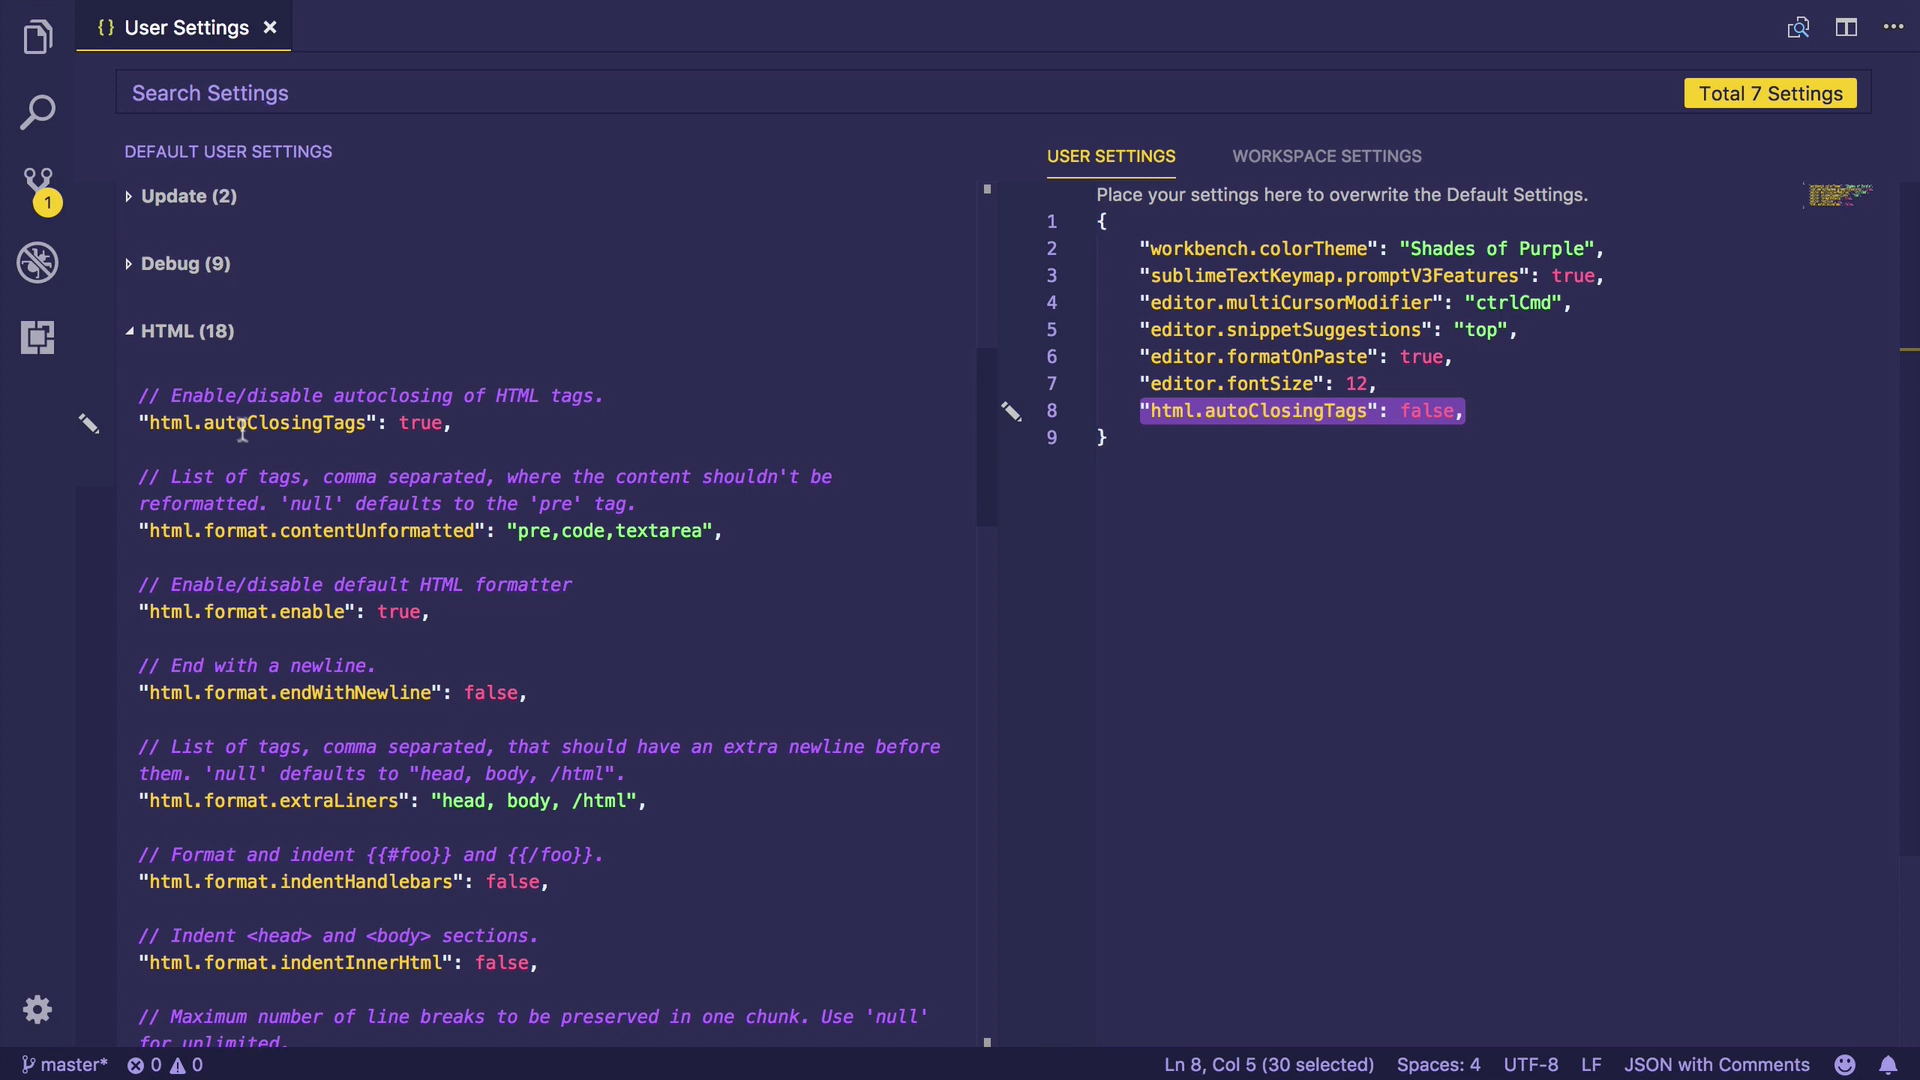 {} User Settings ×
Search Settings
Total 7 Settings
DEFAULT USER SETTINGS
Update (2)
Debug (9)
HTML (18)
// Enable/disable autoclosing of HTML tags.
"html.autoClosingTags": true,
// List of tags, comma separated, where the content shouldn't be
reformatted. 'null' defaults to the 'pre' tag.
"html.format.contentUnformatted": "pre,code,textarea",
// Enable/disable default HTML formatter
"html.format.enable": true,
// End with a newline.
"html.format.endWithNewline": false,
// List of tags, comma separated, that should have an extra newline before
them. 'null' defaults to "head, body, /html".
"html.format.extraLiners": "head, body, /html",
// Format and indent {{#foo}} and {{/foo}}.
"html.format.indentHandlebars": false,
// Indent <head> and <body> sections.
"html.format.indentInnerHtml": false,
// Maximum number of line breaks to be preserved in one chunk. Use 'null'
for unlimited.
USER SETTINGS WORKSPACE SETTINGS
Place your settings here to overwrite the Default Settings.
1 {
2 "workbench.colorTheme": "Shades of Purple",
3 "sublimeTextKeymap.promptV3Features": true,
4 "editor.multiCursorModifier": "ctrlCmd",
5 "editor.snippetSuggestions": "top",
6 "editor.formatOnPaste": true,
7 "editor.fontSize": 12,
8 "html.autoClosingTags": false,
9 }
1
master* 0 0 Ln 8, Col 5 (30 selected) Spaces: 4 UTF-8 LF JSON with Comments